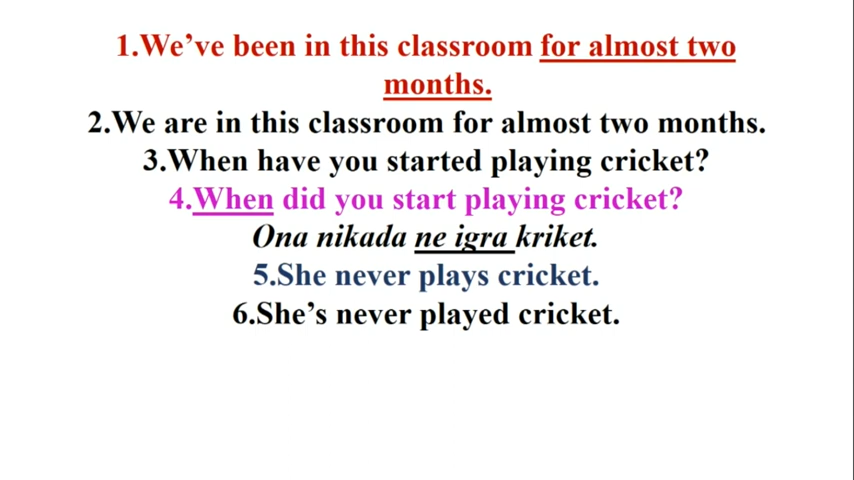 1.We’ve been in this classroom for almost two
months.
2.We are in this classroom for almost two months.
3.When have you started playing cricket?
4.When did you start playing cricket?
Ona nikada ne igra kriket.
5.She never plays cricket.
6.She’s never played cricket.